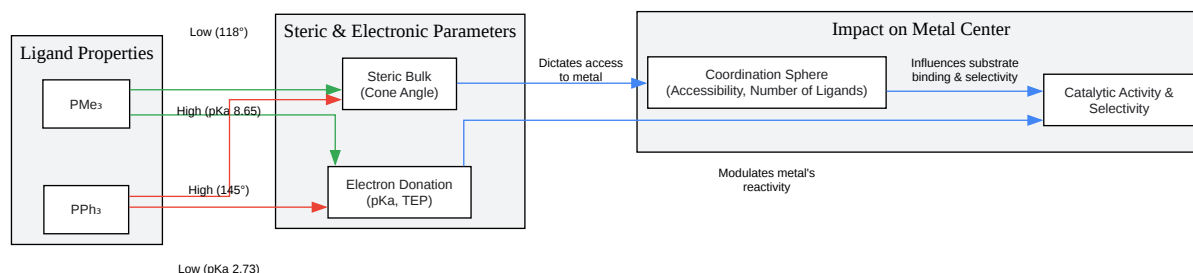 Ligand Properties
PMe₃
PPh₃
Low (118°)
High (pKa 8.65)
High (145°)
Low (pKa 2.73)
Steric & Electronic Parameters
Steric Bulk
(Cone Angle)
Electron Donation
(pKa, TEP)
Dictates access
to metal
Impact on Metal Center
Coordination Sphere
(Accessibility, Number of Ligands)
Influences substrate
binding & selectivity
Catalytic Activity &
Selectivity
Modulates metal's
reactivity